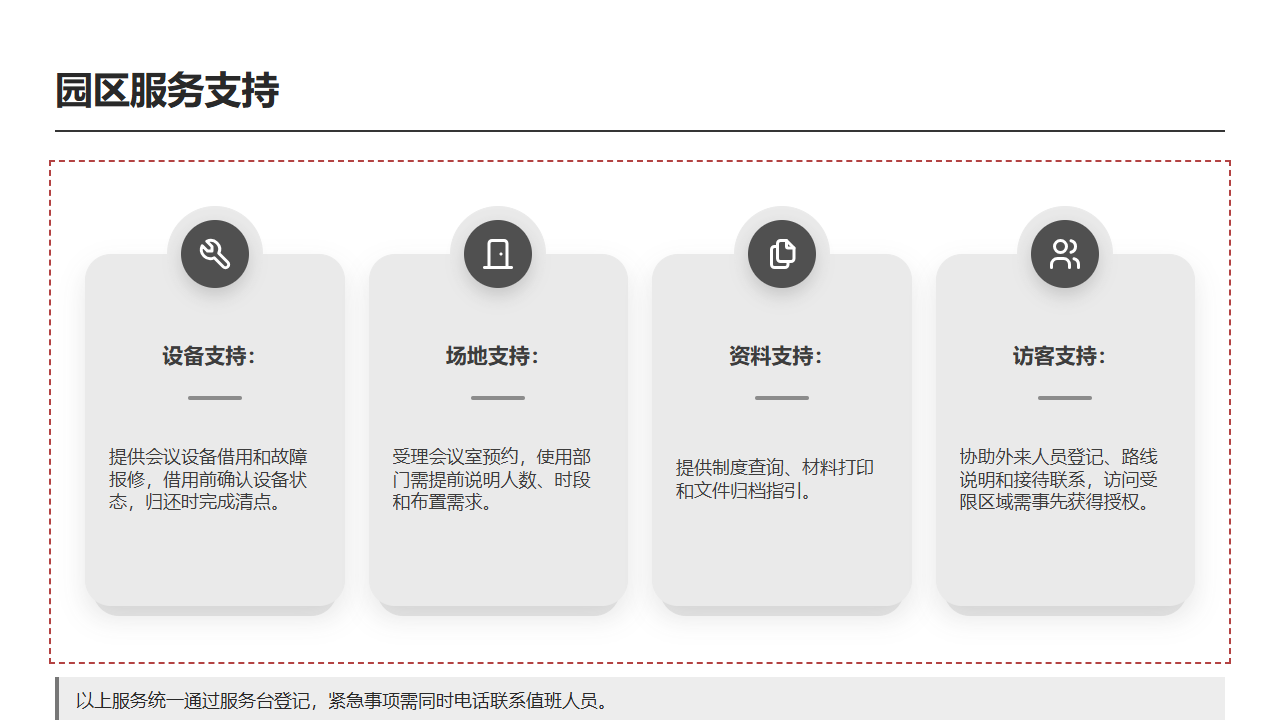 园区服务支持
设备支持：
提供会议设备借用和故障
报修，借用前确认设备状
态，归还时完成清点。
场地支持：
受理会议室预约，使用部
门需提前说明人数、时段
和布置需求。
资料支持：
提供制度查询、材料打印
和文件归档指引。
访客支持：
协助外来人员登记、路线
说明和接待联系，访问受
限区域需事先获得授权。
以上服务统一通过服务台登记，紧急事项需同时电话联系值班人员。